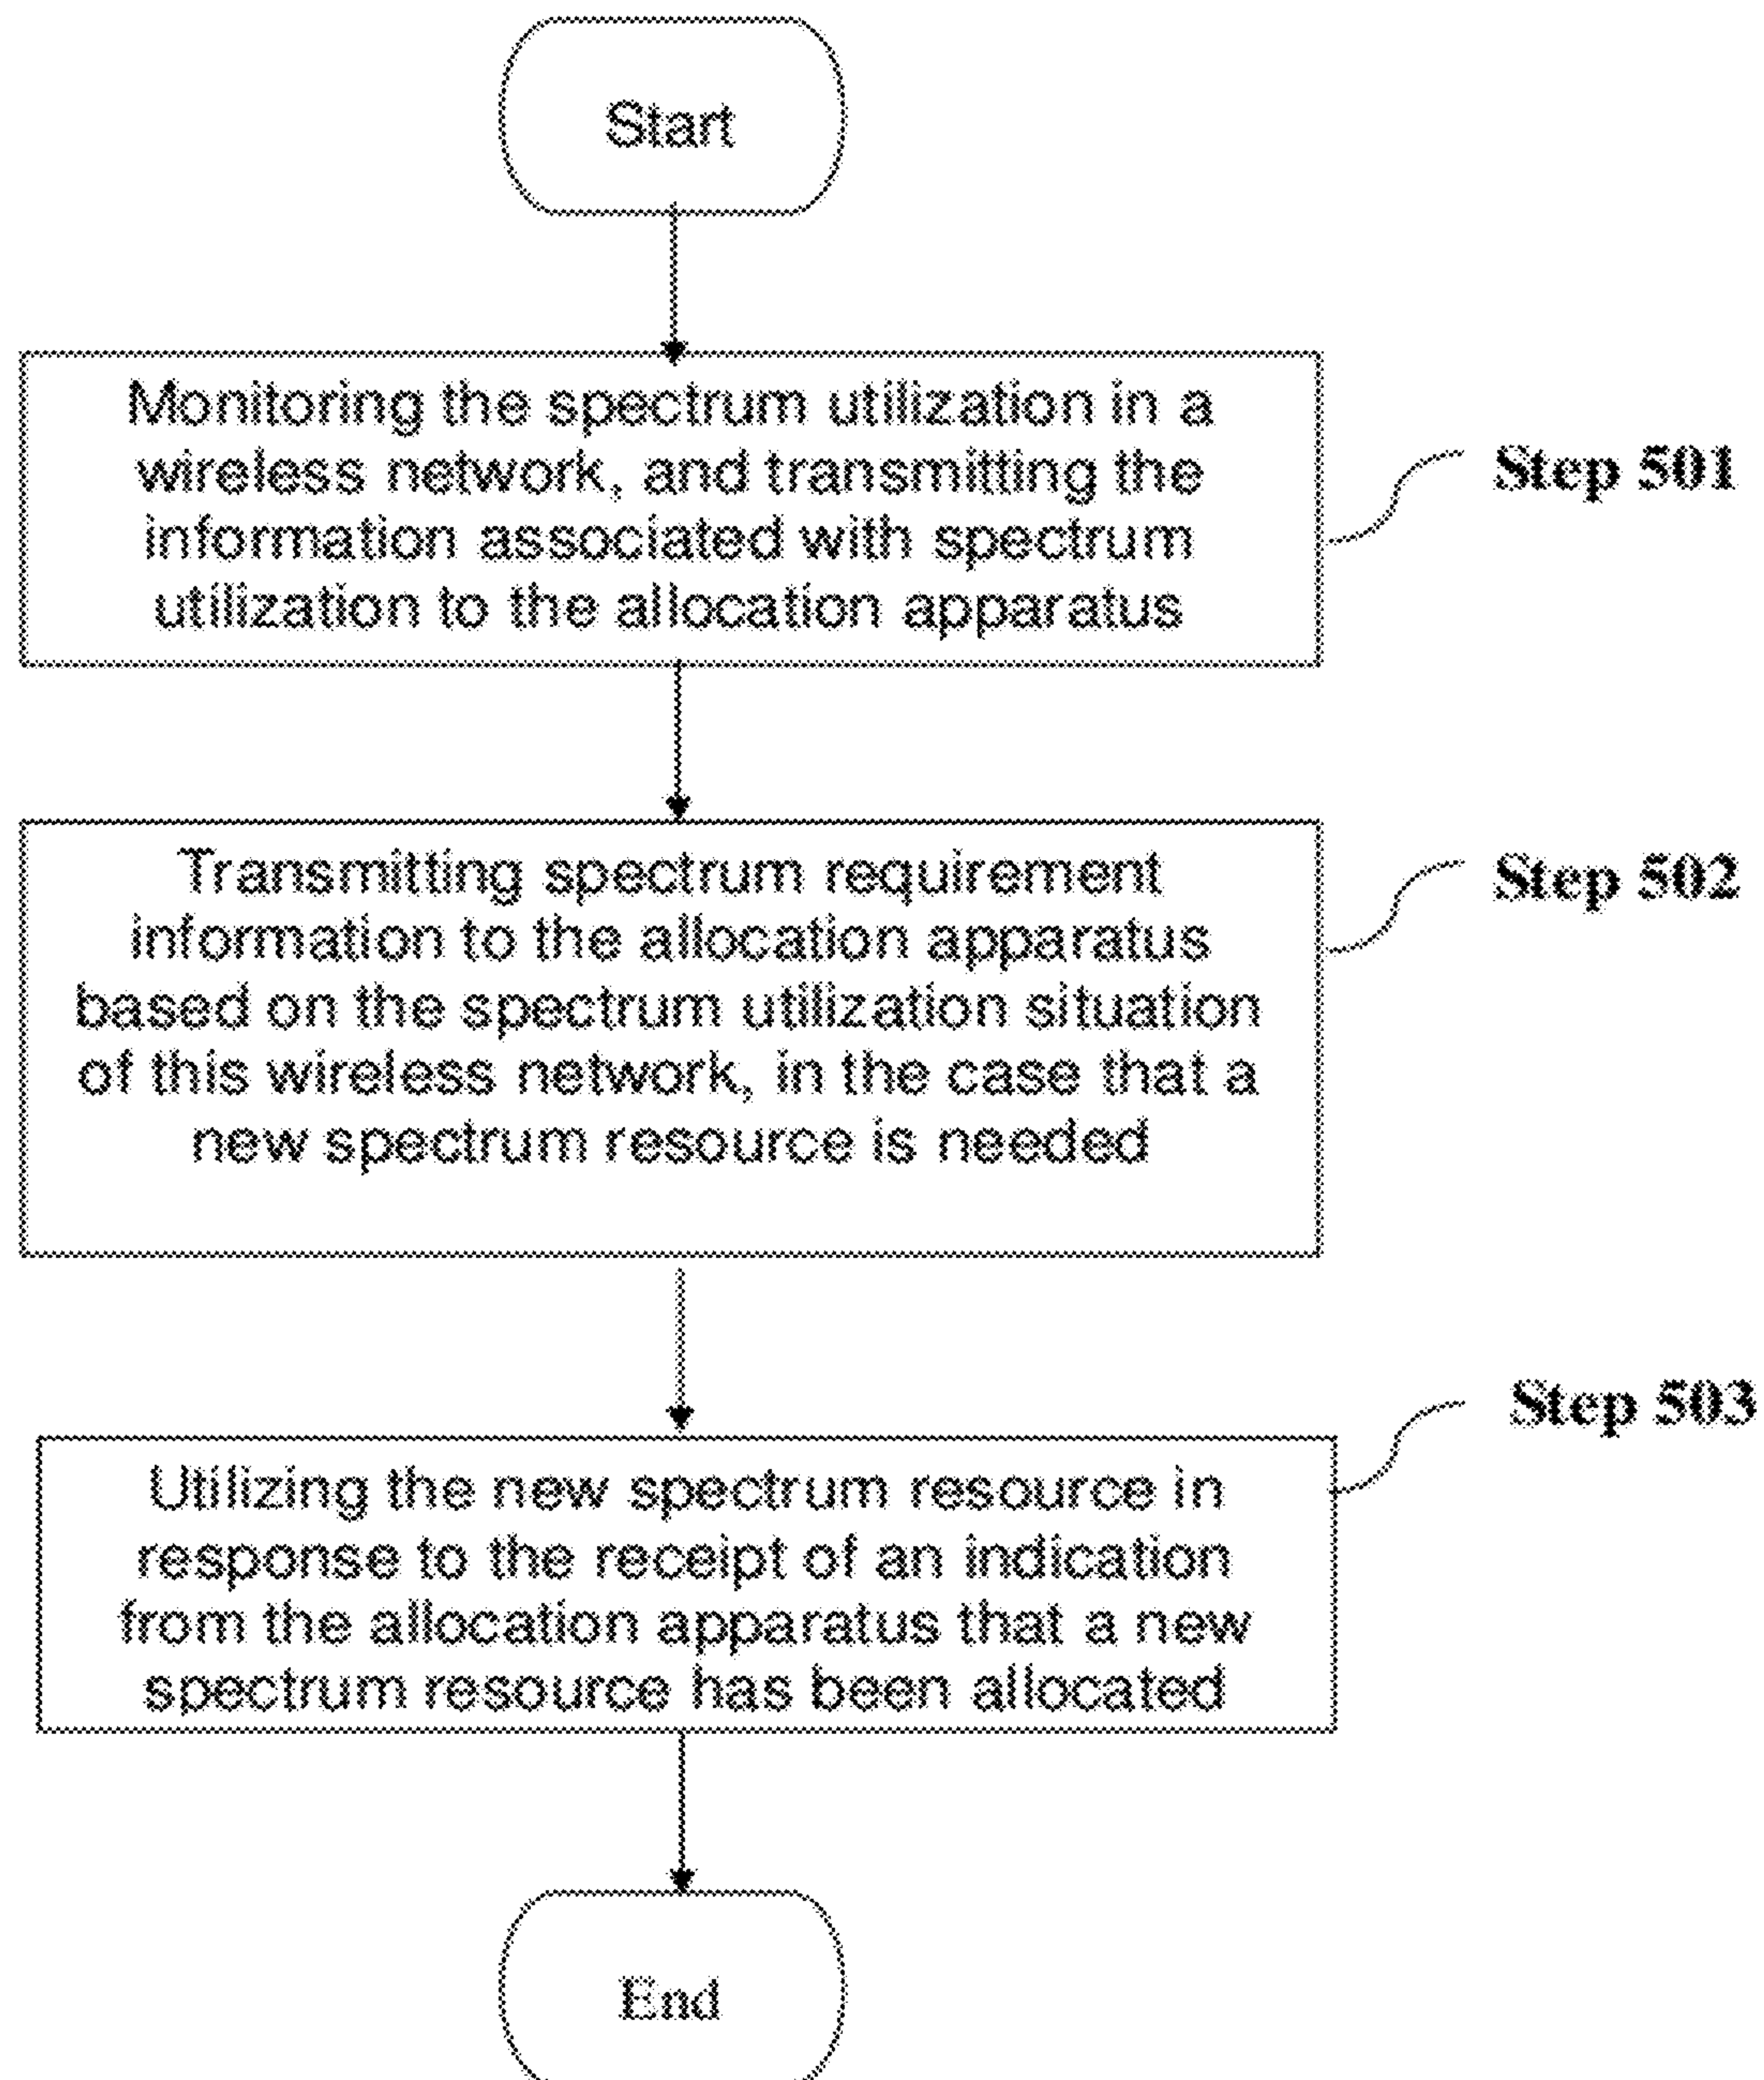 Start
Monitoring the spectrum utilization in a
wireless network, and transmitting the
information associated with spectrum
utilization to the allocation apparatus
Step 501
Transmitting spectrum requirement
information to the allocation apparatus
based on the spectrum utilization situation
of this wireless network, in the case that a
new spectrum resource is needed
Step 502
Utilizing the new spectrum resource in
response to the receipt of an indication
from the allocation apparatus that a new
spectrum resource has been allocated
Step 503
End